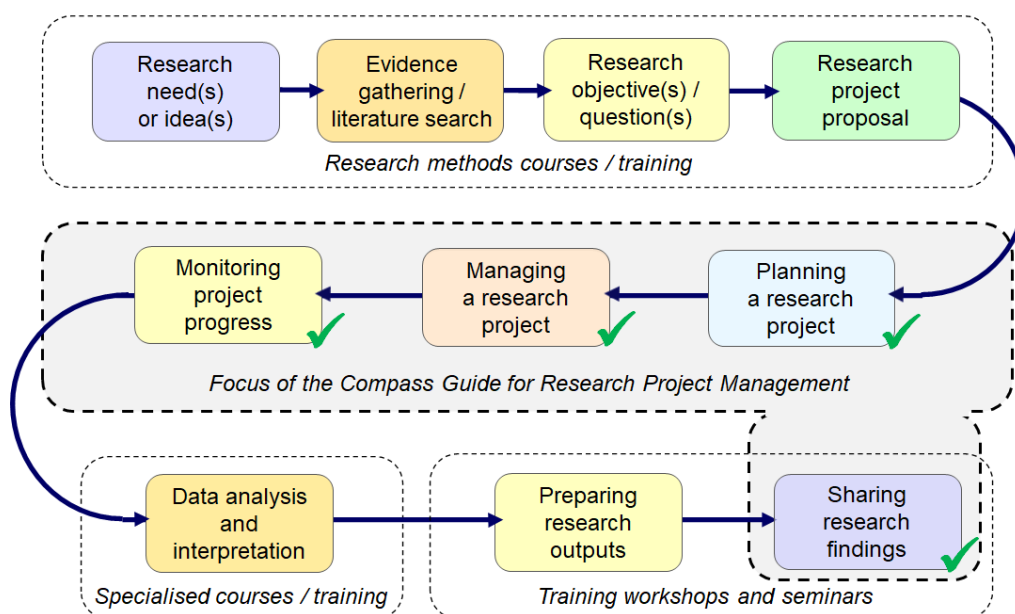 Research
need(s)
or idea(s)
Evidence
gathering /
literature search
Research
objective(s) /
question(s)
Research
project
proposal
Research methods courses / training
Monitoring
project
progress
Managing
a research
project
Planning
a research
project
Focus of the Compass Guide for Research Project Management
Data analysis
and
interpretation
Preparing
research
outputs
Sharing
research
findings
Specialised courses / training
Training workshops and seminars